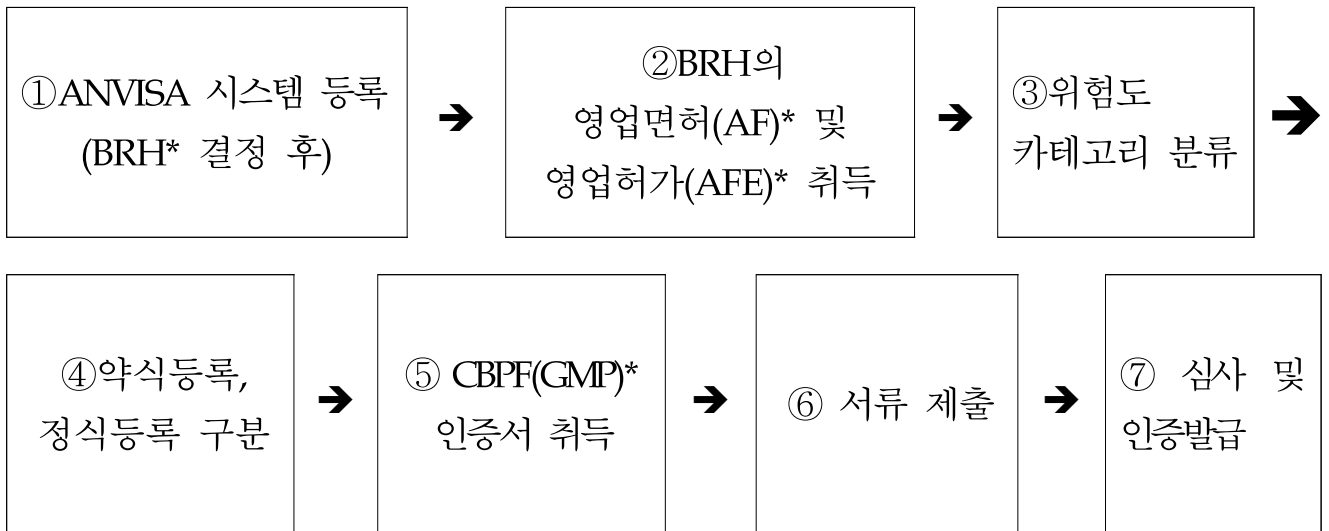 ①ANVISA 시스템 등록
(BRH* 결정 후)
➔
②BRH의
영업면허(AF)* 및
영업허가(AFE)* 취득
➔
③위험도
카테고리 분류
➔
④약식등록,
정식등록 구분
➔
⑤ CBPF(GMP)*
인증서 취득
➔
⑥ 서류 제출
➔
⑦ 심사 및
인증발급